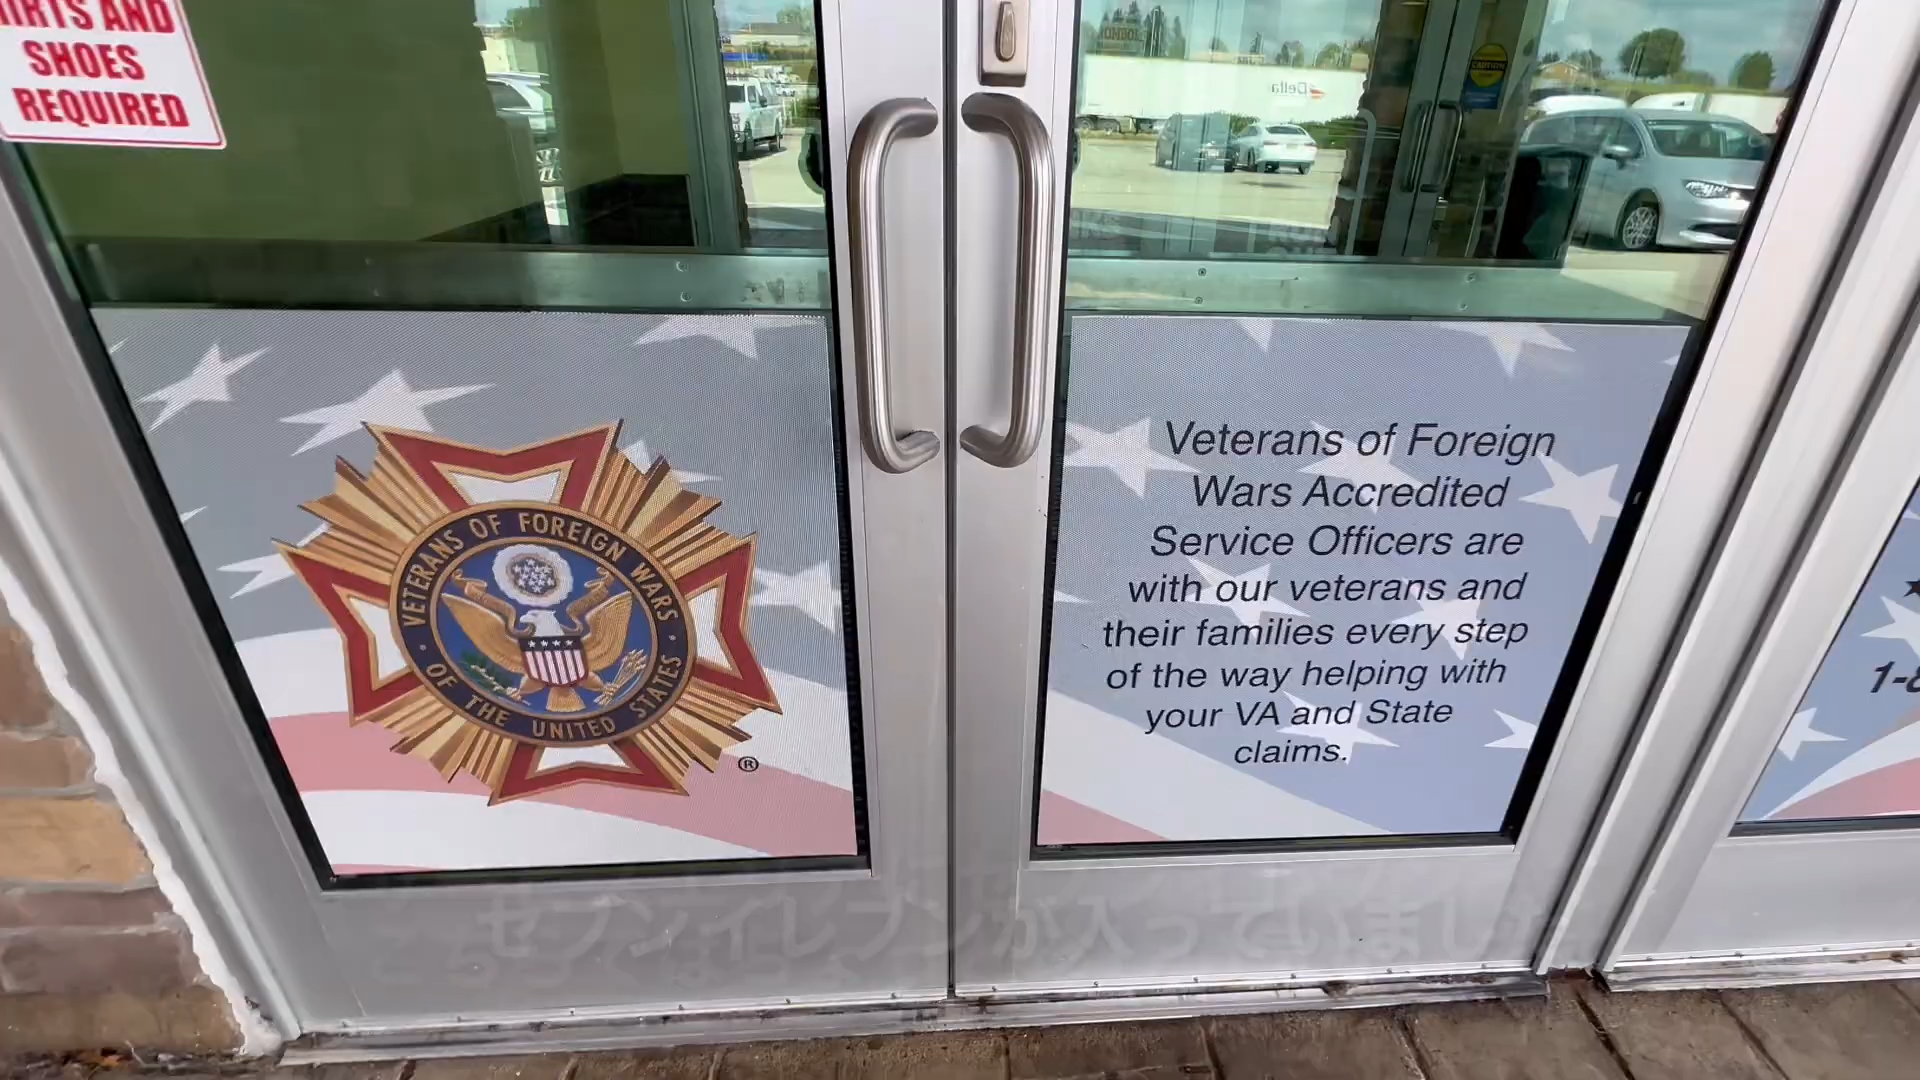 SHOES
REQUIRED
CAUTION
Delta
VETERANS OF FOREIGN WARS
OF THE UNITED STATES
®
Veterans of Foreign
Wars Accredited
Service Officers are
with our veterans and
their families every step
of the way helping with
your VA and State
claims.
セブンイレブンが入っていました